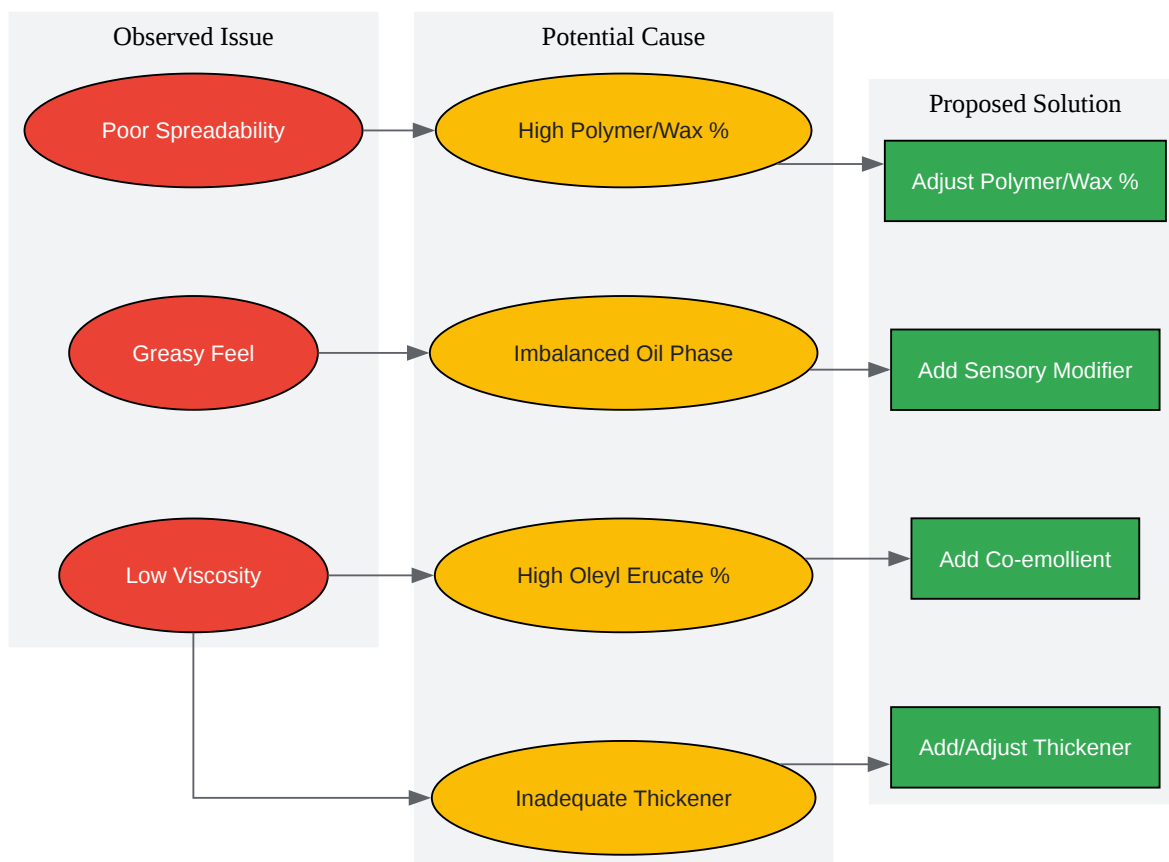 Observed Issue
Potential Cause
Proposed Solution
Poor Spreadability
High Polymer/Wax %
Adjust Polymer/Wax %
Greasy Feel
Imbalanced Oil Phase
Add Sensory Modifier
Low Viscosity
High Oleyl Erucate %
Add Co-emollient
Inadequate Thickener
Add/Adjust Thickener